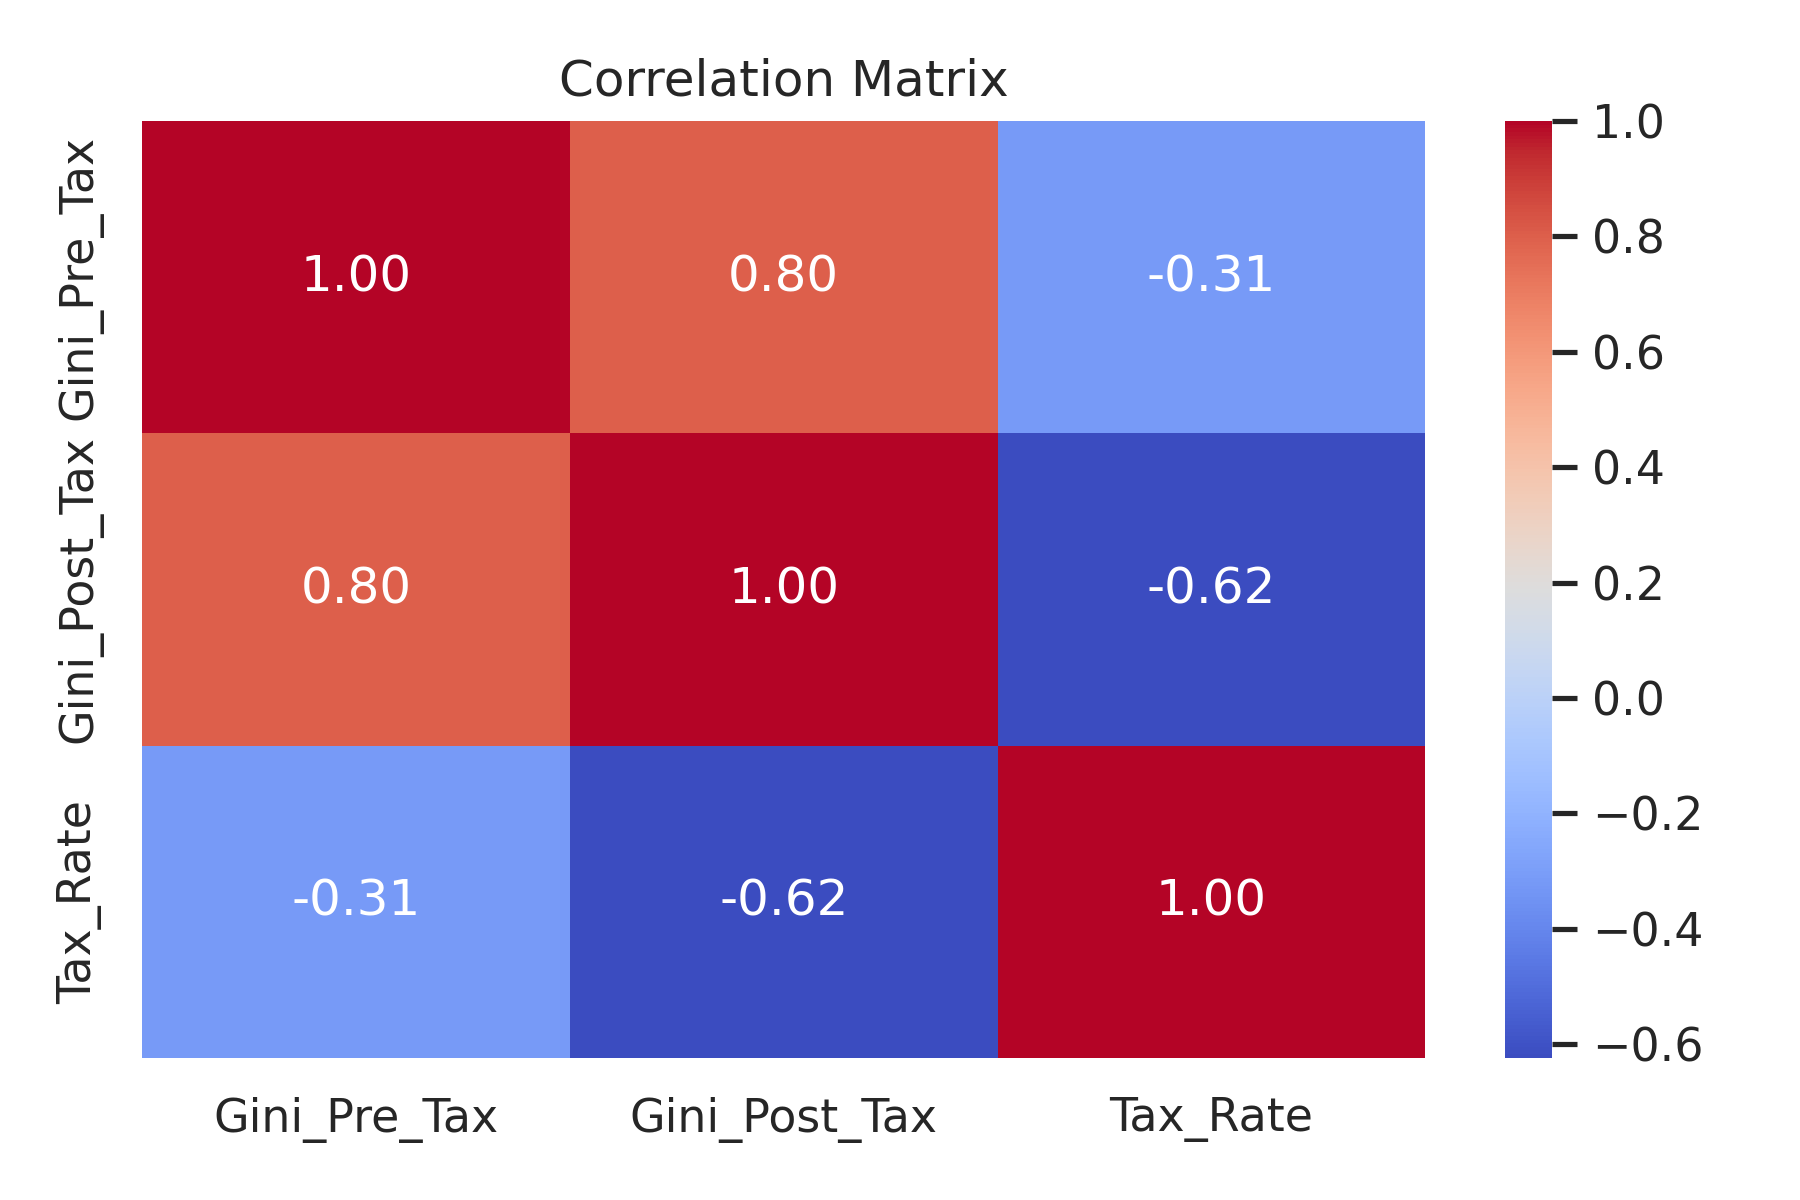 Correlation Matrix
Gini_Pre_Tax
1.00
0.80
-0.31
Gini_Post_Tax
0.80
1.00
-0.62
Tax_Rate
-0.31
-0.62
1.00
Gini_Pre_Tax
Gini_Post_Tax
Tax_Rate
1.0
0.8
0.6
0.4
0.2
0.0
−0.2
−0.4
−0.6